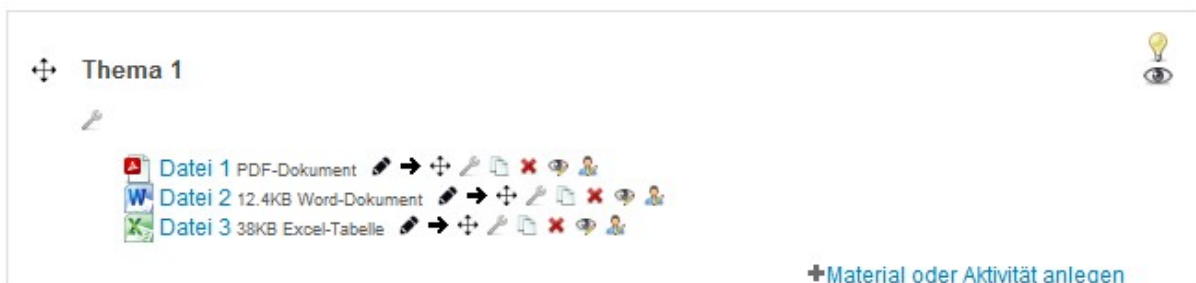 Thema 1
Datei 1 PDF-Dokument
Datei 2 12.4KB Word-Dokument
Datei 3 38KB Excel-Tabelle
Material oder Aktivität anlegen